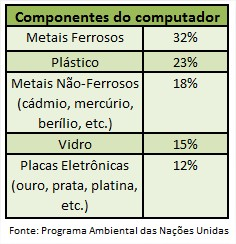 Componentes do computador
Metais Ferrosos 32%
Plástico 23%
Metais Não-Ferrosos 18%
(cádmio, mercúrio,
berílio, etc.)
Vidro 15%
Placas Eletrônicas 12%
(ouro, prata, platina,
etc.)
Fonte: Programa Ambiental das Nações Unidas